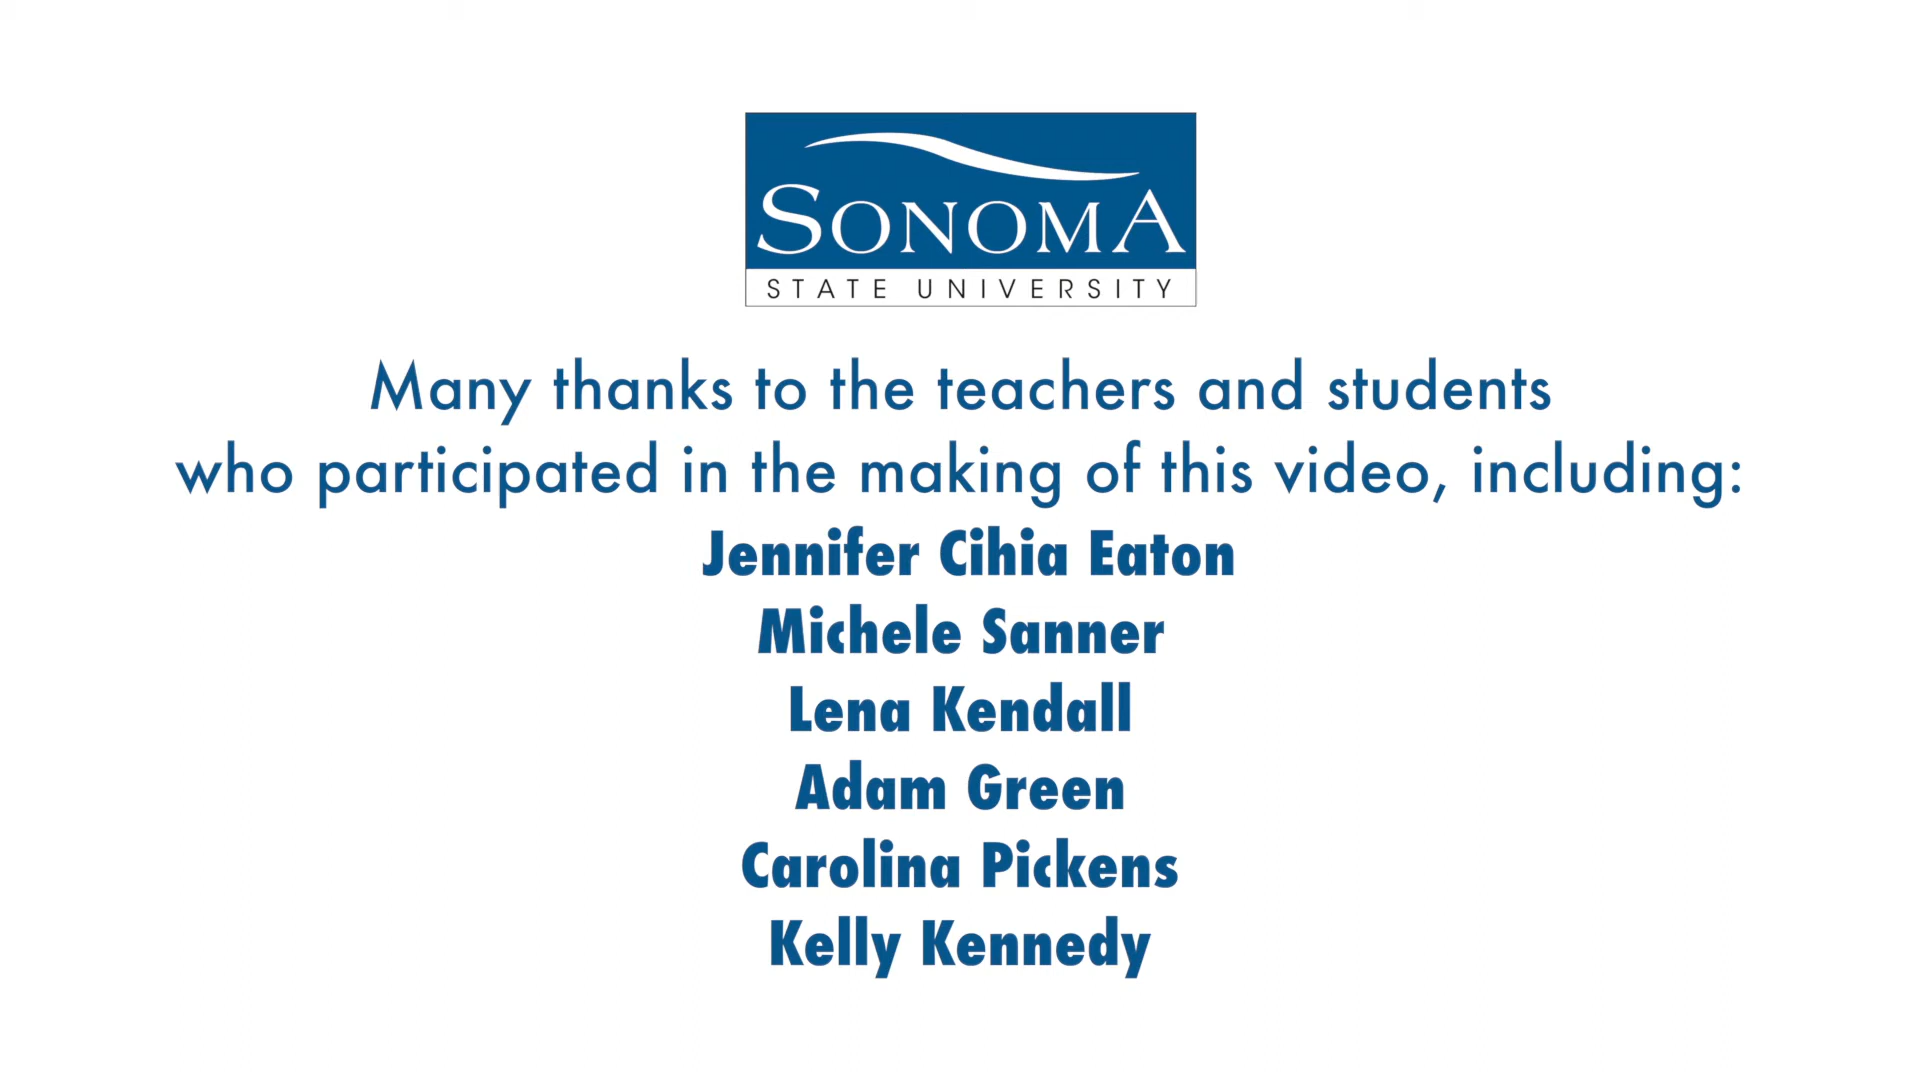 SONOMA
STATE UNIVERSITY
Many thanks to the teachers and students
who participated in the making of this video, including:
Jennifer Cihia Eaton
Michele Sanner
Lena Kendall
Adam Green
Carolina Pickens
Kelly Kennedy